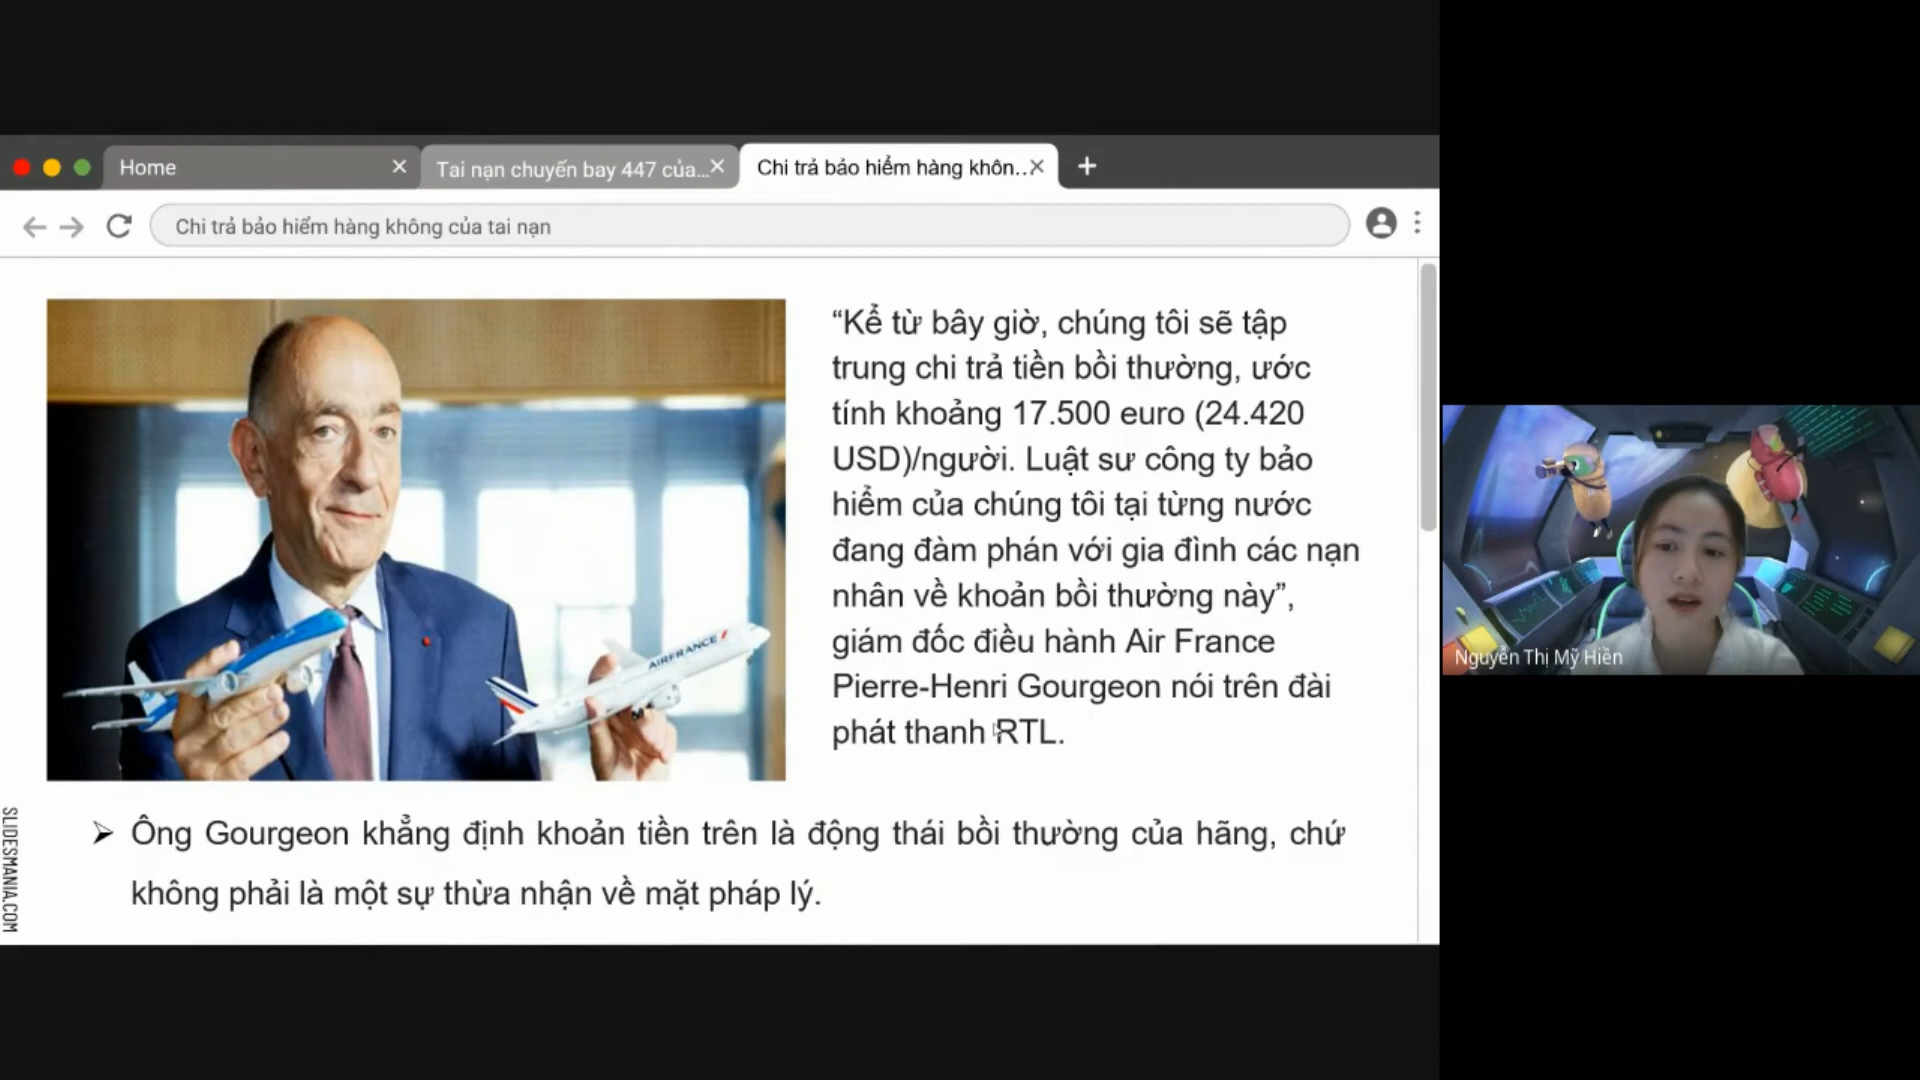 Home
Tai nạn chuyến bay 447 của...
Chi trả bảo hiểm hàng khôn...
Chi trả bảo hiểm hàng không của tai nạn
“Kể từ bây giờ, chúng tôi sẽ tập
trung chi trả tiền bồi thường, ước
tính khoảng 17.500 euro (24.420
USD)/người. Luật sư công ty bảo
hiểm của chúng tôi tại từng nước
đang đàm phán với gia đình các nạn
nhân về khoản bồi thường này”,
giám đốc điều hành Air France
Pierre-Henri Gourgeon nói trên đài
phát thanh RTL.
AIRFRANCE
➢ Ông Gourgeon khẳng định khoản tiền trên là động thái bồi thường của hãng, chứ
không phải là một sự thừa nhận về mặt pháp lý.
SLIDESMANIA.COM
Nguyễn Thị Mỹ Hiền